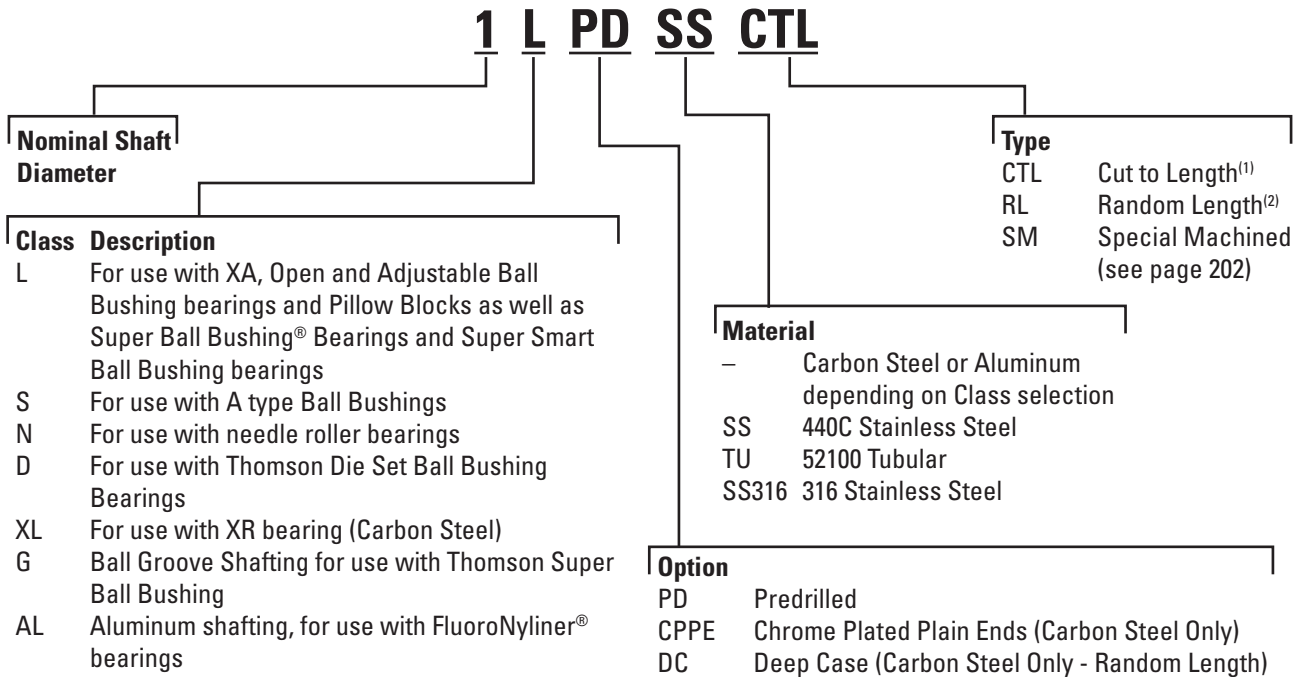 1 L PD SS CTL
Nominal Shaft
Diameter
Class Description
L For use with XA, Open and Adjustable Ball
Bushing bearings and Pillow Blocks as well as
Super Ball Bushing® Bearings and Super Smart
Ball Bushing bearings
S For use with A type Ball Bushings
N For use with needle roller bearings
D For use with Thomson Die Set Ball Bushing
Bearings
XL For use with XR bearing (Carbon Steel)
G Ball Groove Shafting for use with Thomson Super
Ball Bushing
AL Aluminum shafting, for use with FluoroNyliner®
bearings
Type
CTL Cut to Length(1)
RL Random Length(2)
SM Special Machined
(see page 202)
Material
– Carbon Steel or Aluminum
depending on Class selection
SS 440C Stainless Steel
TU 52100 Tubular
SS316 316 Stainless Steel
Option
PD Predrilled
CPPE Chrome Plated Plain Ends (Carbon Steel Only)
DC Deep Case (Carbon Steel Only - Random Length)